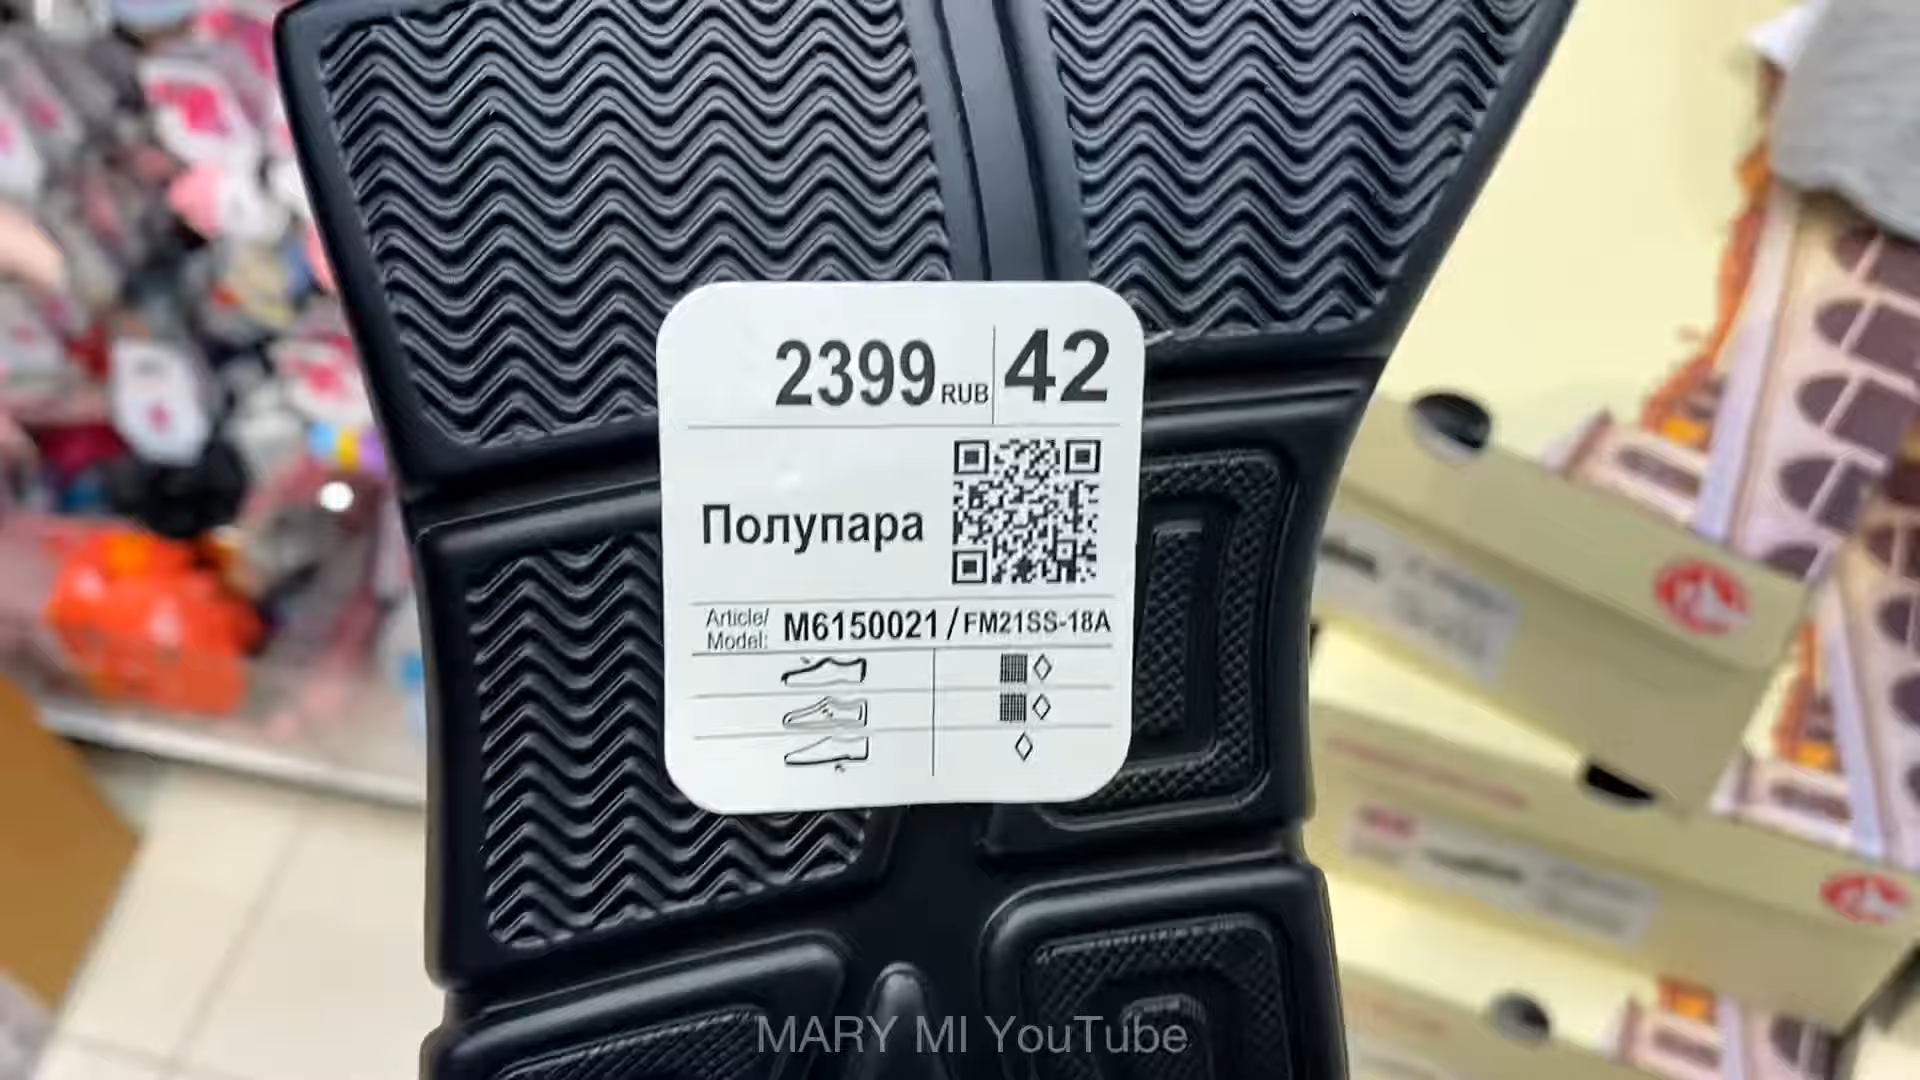 2399 RUB 42
Полупара
Article/ Model: M6150021 / FM21SS-18A
MARY MI YouTube